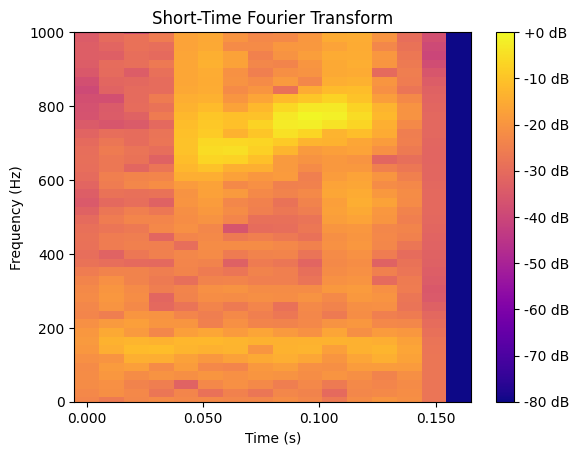 Short-Time Fourier Transform
1000
800
600
400
200
0
Frequency (Hz)
0.000
0.050
0.100
0.150
Time (s)
+0 dB
-10 dB
-20 dB
-30 dB
-40 dB
-50 dB
-60 dB
-70 dB
-80 dB